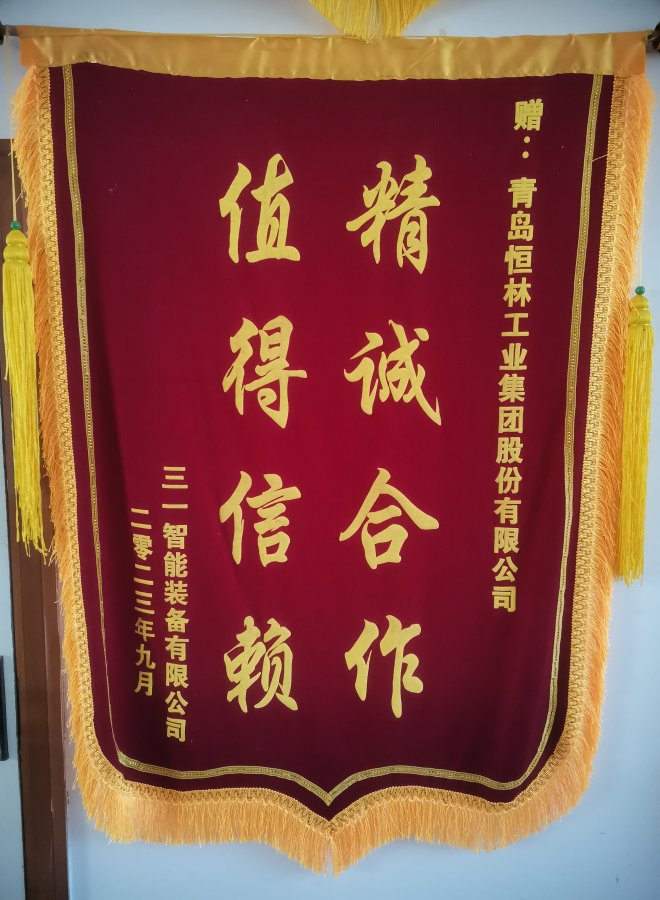 赠：青岛恒林工业集团股份有限公司
精诚合作
值得信赖
三一智能装备有限公司
二零二三年九月